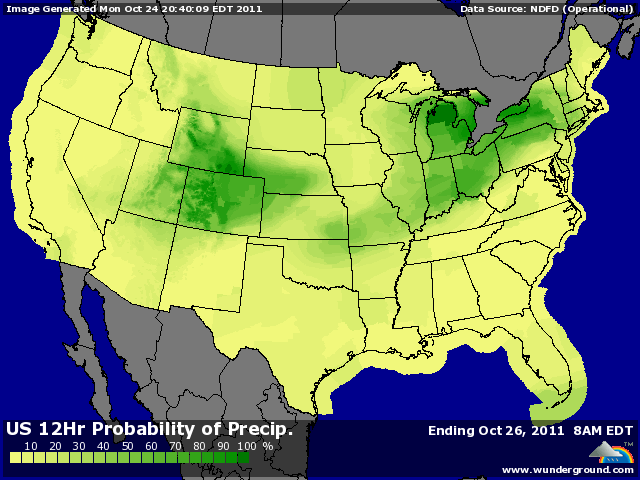 Image Generated Mon Oct 24 20:40:09 EDT 2011 Data Source: NDFD (Operational)
US 12Hr Probability of Precip. Ending Oct 26, 2011 8AM EDT
10 20 30 40 50 60 70 80 90 100 %
TM
www.wunderground.com